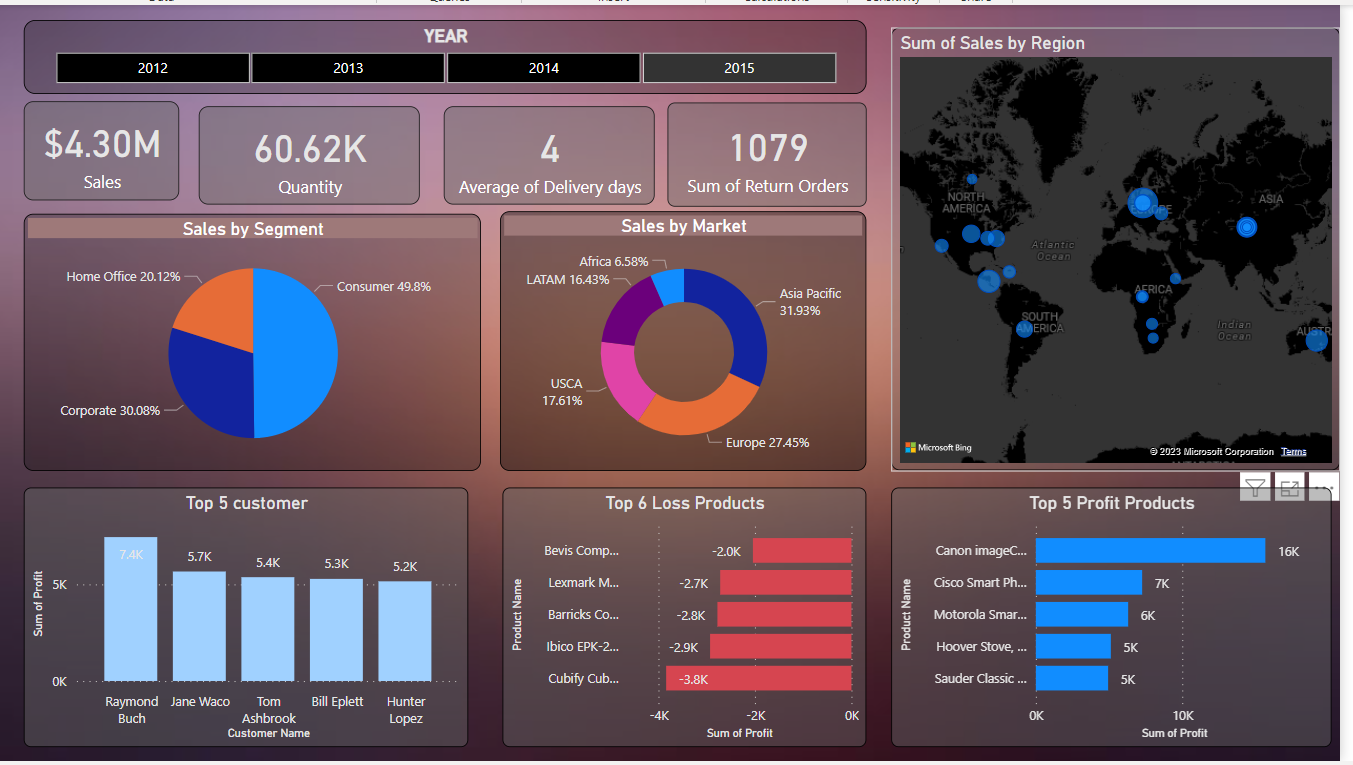 YEAR
2012
2013
2014
2015
$4.30M
Sales
60.62K
Quantity
4
Average of Delivery days
1079
Sum of Return Orders
Sum of Sales by Region
NORTH
AMERICA
EUROPE
ASIA
Atlantic
Ocean
AFRICA
SOUTH
AMERICA
Indian
Ocean
AUSTR
Microsoft Bing
© 2023 Microsoft Corporation Terms
Sales by Segment
Home Office 20.12%
Consumer 49.8%
Corporate 30.08%
Sales by Market
Africa 6.58%
LATAM 16.43%
Asia Pacific
31.93%
USCA
17.61%
Europe 27.45%
Top 5 customer
Sum of Profit
5K
0K
7.4K
5.7K
5.4K
5.3K
5.2K
Raymond
Buch
Jane Waco
Tom
Ashbrook
Bill Eplett
Hunter
Lopez
Customer Name
Top 6 Loss Products
Product Name
Bevis Comp...
-2.0K
Lexmark M...
-2.7K
Barricks Co...
-2.8K
Ibico EPK-2...
-2.9K
Cubify Cub...
-3.8K
-4K
-2K
0K
Sum of Profit
Top 5 Profit Products
Product Name
Canon imageC...
16K
Cisco Smart Ph...
7K
Motorola Smar...
6K
Hoover Stove, ...
5K
Sauder Classic ...
5K
0K
10K
Sum of Profit